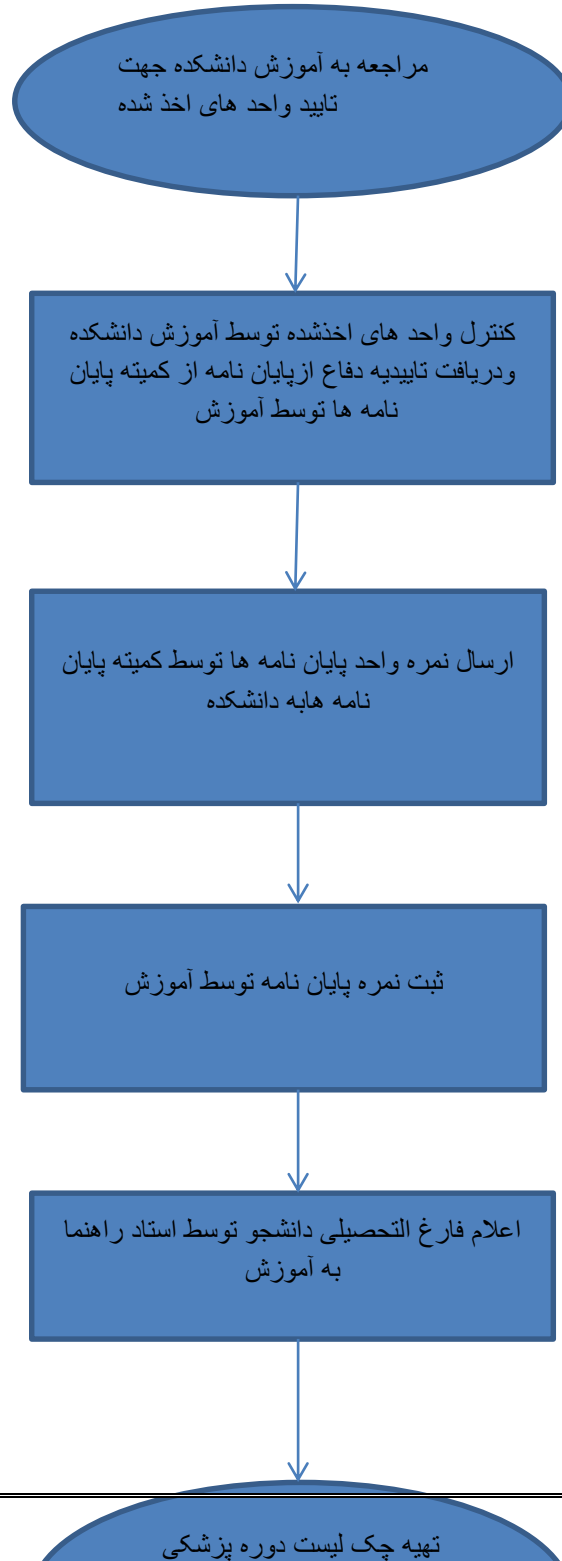 مراجعه به آموزش دانشکده جهت
تایید واحد های اخذ شده
کنترل واحد های اخذشده توسط آموزش دانشکده
ودریافت تاییدیه دفاع ازپایان نامه از کمیته پایان
نامه ها توسط آموزش
ارسال نمره واحد پایان نامه ها توسط کمیته پایان
نامه هابه دانشکده
ثبت نمره پایان نامه توسط آموزش
اعلام فارغ التحصیلی دانشجو توسط استاد راهنما
به آموزش
تهیه چک لیست دوره پزشکی